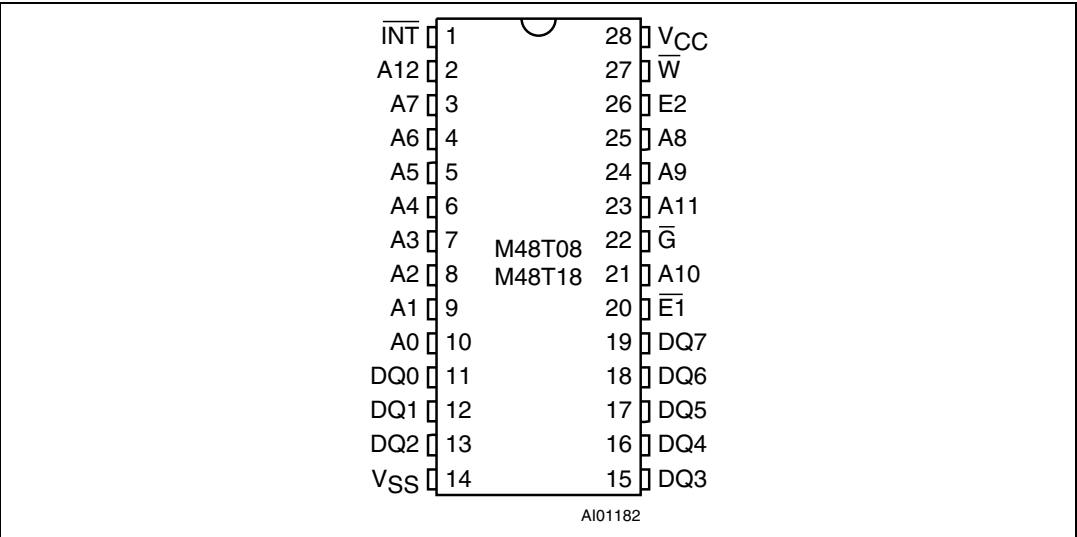 I̅N̅T̅ 1 28 VCC
A12 2 27 W̅
A7 3 26 E2
A6 4 25 A8
A5 5 24 A9
A4 6 23 A11
A3 7 22 G̅
M48T08
A2 8 21 A10
M48T18
A1 9 20 E̅1̅
A0 10 19 DQ7
DQ0 11 18 DQ6
DQ1 12 17 DQ5
DQ2 13 16 DQ4
VSS 14 15 DQ3
AI01182